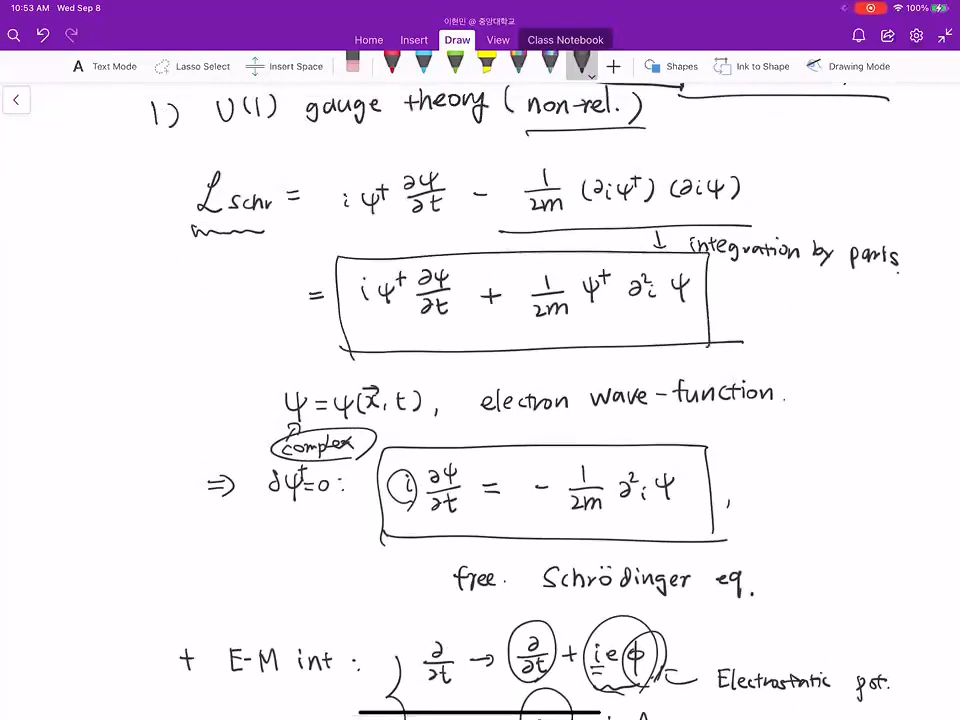 10:53 AM Wed Sep 8
100%
이현민 @ 중앙대학교
Home Insert Draw View Class Notebook
Text Mode Lasso Select Insert Space Shapes Ink to Shape Drawing Mode
1) U(1) gauge theory (non-rel.)
ℒschr = iψ† ∂ψ/∂t - 1/2m (∂iψ†)(∂iψ)
↓ integration by parts.
= iψ† ∂ψ/∂t + 1/2m ψ† ∂²i ψ
ψ = ψ(x⃗, t), electron wave-function.
complex
⇒ δψ†=0: i ∂ψ/∂t = - 1/2m ∂²i ψ,
free. Schrödinger eq.
+ E-M int: ∂/∂t → ∂/∂t + ieϕ
Electrostatic pot.